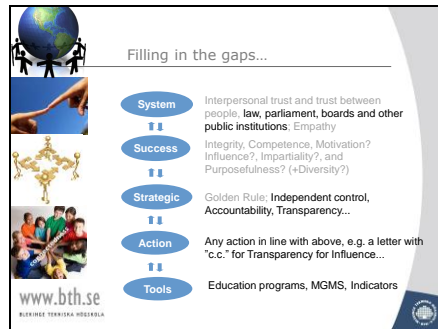 Filling in the gaps…
System
Interpersonal trust and trust between
people, law, parliament, boards and other
public institutions; Empathy
Success
Integrity, Competence, Motivation?
Influence?, Impartiality?, and
Purposefulness? (+Diversity?)
Strategic
Golden Rule; Independent control,
Accountability, Transparency...
Action
Any action in line with above, e.g. a letter with
”c.c.” for Transparency for Influence...
Tools
Education programs, MGMS, Indicators
www.bth.se
BLEKINGE TEKNISKA HÖGSKOLA